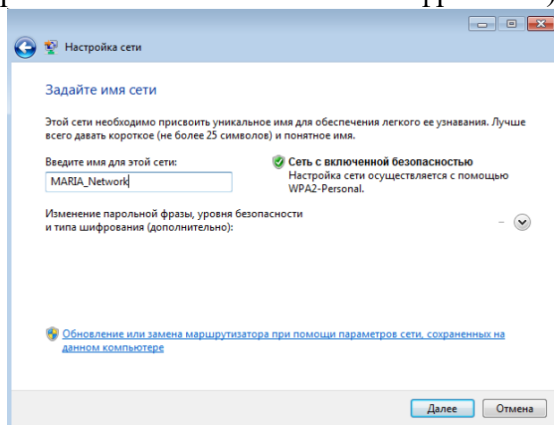 Настройка сети
Задайте имя сети
Этой сети необходимо присвоить уникальное имя для обеспечения легкого ее узнавания. Лучше
всего давать короткое (не более 25 символов) и понятное имя.
Введите имя для этой сети:
MARIA_Network
Сеть с включенной безопасностью
Настройка сети осуществляется с помощью
WPA2-Personal.
Изменение парольной фразы, уровня безопасности
и типа шифрования (дополнительно):
Обновление или замена маршрутизатора при помощи параметров сети, сохраненных на
данном компьютере
Далее Отмена